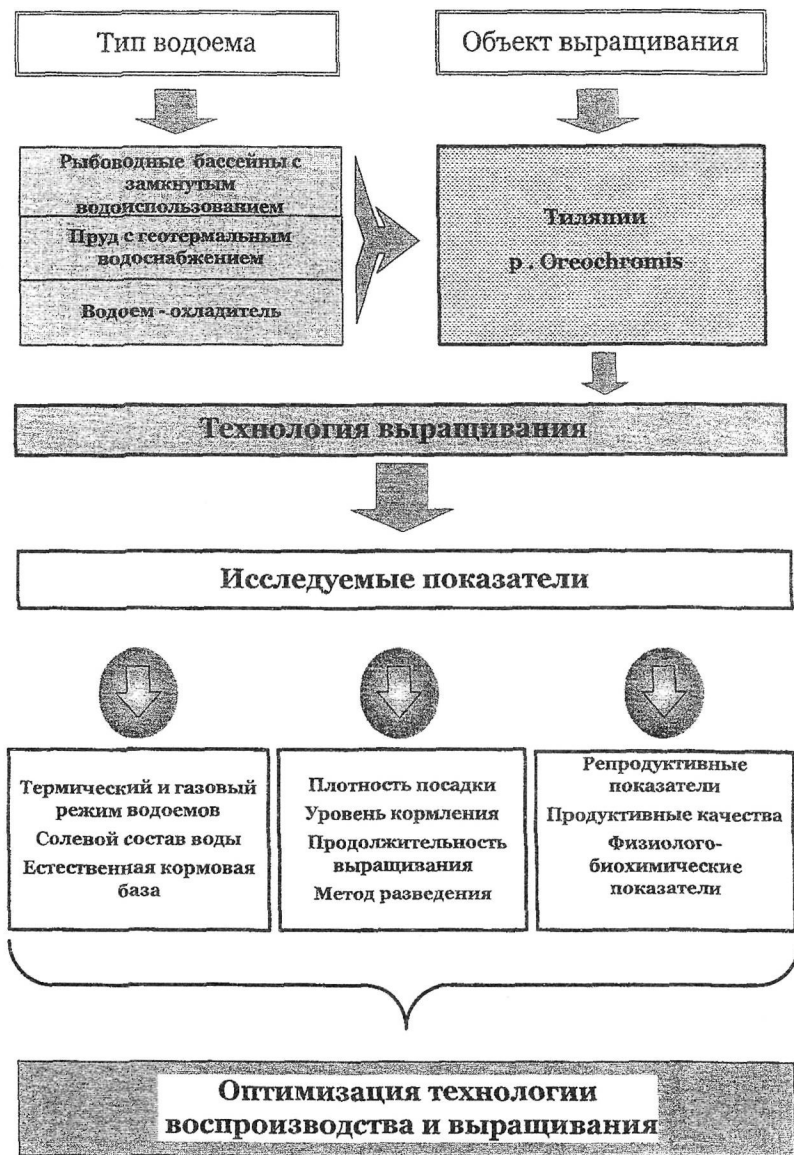 Тип водоема
Объект выращивания
Рыбоводные бассейны с
замкнутым
водоиспользованием
Пруд с геотермальным
водоснабжением
Водоем - охладитель
Тиляпии
р . Oreochromis
Технология выращивания
Исследуемые показатели
Термический и газовый
режим водоемов
Солевой состав воды
Естественная кормовая
база
Плотность посадки
Уровень кормления
Продолжительность
выращивания
Метод разведения
Репродуктивные
показатели
Продуктивные качества
Физиолого-
биохимические
показатели
Оптимизация технологии
воспроизводства и выращивания